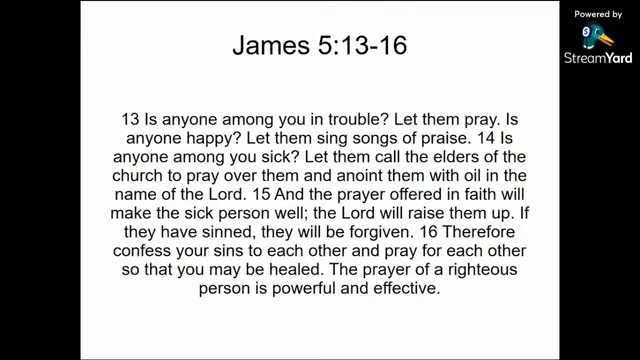 James 5:13-16
13 Is anyone among you in trouble? Let them pray. Is
anyone happy? Let them sing songs of praise. 14 Is
anyone among you sick? Let them call the elders of the
church to pray over them and anoint them with oil in the
name of the Lord. 15 And the prayer offered in faith will
make the sick person well; the Lord will raise them up. If
they have sinned, they will be forgiven. 16 Therefore
confess your sins to each other and pray for each other
so that you may be healed. The prayer of a righteous
person is powerful and effective.
Powered by
S
StreamYard